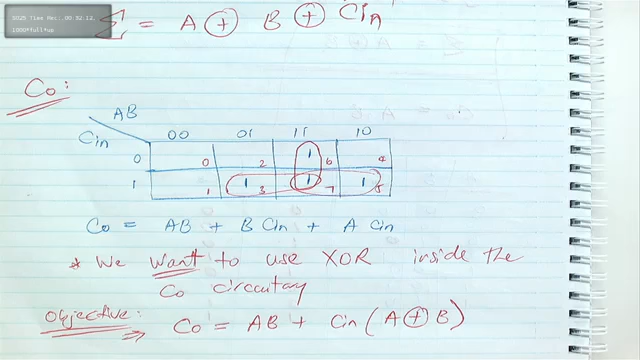 Σ = A ⊕ B ⊕ Cin
Co:
AB
Cin
00 01 11 10
0 0 2 1 6 4
1 1 1 3 1 7 1 5
Co = AB + B Cin + A Cin
* We want to use XOR inside the
Co circuitary
Objective: Co = AB + Cin (A ⊕ B)